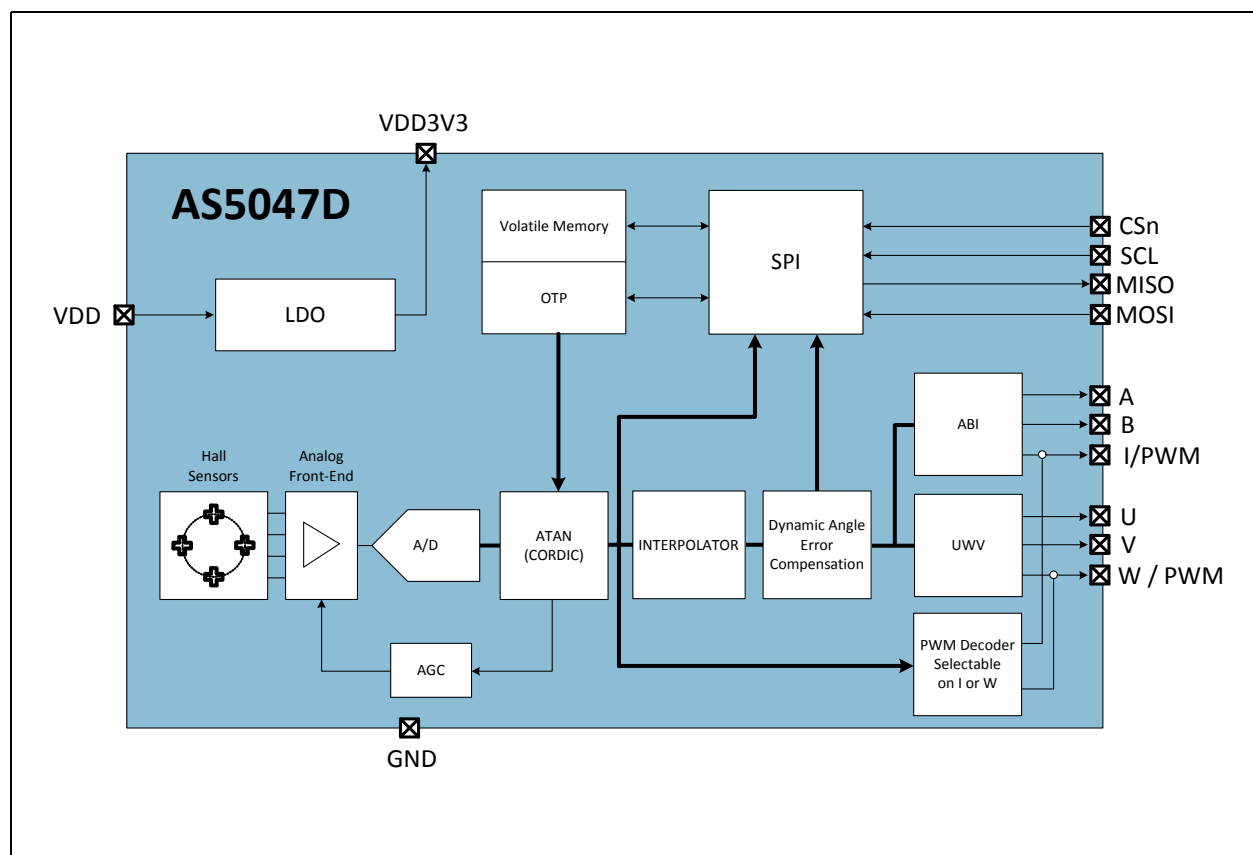 VDD3V3
AS5047D
Volatile Memory
OTP
SPI
CSn
SCL
MISO
MOSI
VDD
LDO
A
B
I/PWM
ABI
Hall
Sensors
Analog
Front-End
A/D
ATAN
(CORDIC)
INTERPOLATOR
Dynamic Angle
Error
Compensation
UWV
U
V
W / PWM
AGC
PWM Decoder
Selectable
on I or W
GND